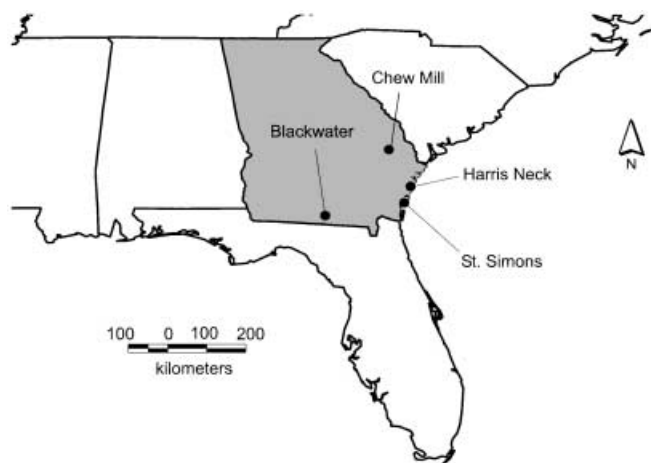 Chew Mill
Blackwater
N
Harris Neck
St. Simons
100 0 100 200
kilometers